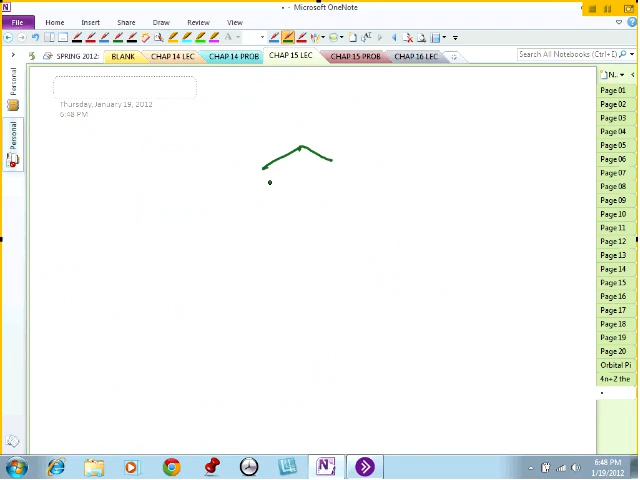 - Microsoft OneNote
File
Home
Insert
Share
Draw
Review
View
SPRING 2012:
BLANK
CHAP 14 LEC
CHAP 14 PROB
CHAP 15 LEC
CHAP 15 PROB
CHAP 16 LEC
Search All Notebooks (Ctrl+E)
Personal
Personal
Thursday, January 19, 2012
6:48 PM
N..
Page 01
Page 02
Page 03
Page 04
Page 05
Page 06
Page 07
Page 08
Page 09
Page 10
Page 11
Page 12
Page 13
Page 14
Page 15
Page 16
Page 17
Page 18
Page 19
Page 20
Orbital Pi
4n+2 the
6:48 PM
1/19/2012